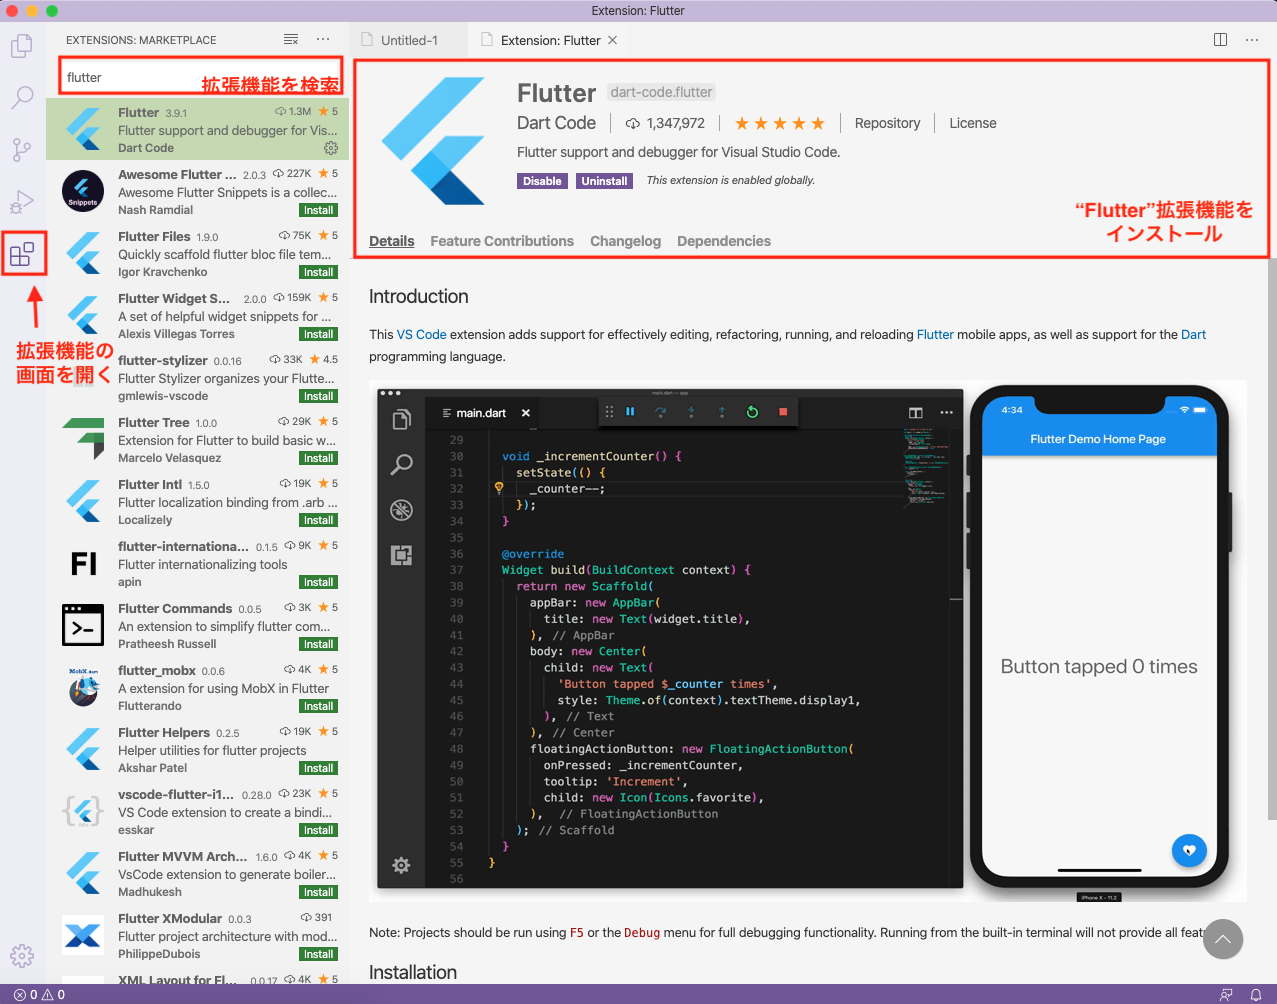 Extension: Flutter
EXTENSIONS: MARKETPLACE
flutter
拡張機能を検索
Flutter 3.9.1 1.3M 5
Flutter support and debugger for Vis...
Dart Code
Awesome Flutter ... 2.0.3 227K 5
Awesome Flutter Snippets is a collec...
Nash Ramdial Install
Snippets
Flutter Files 1.9.0 75K 5
Quickly scaffold flutter bloc file tem...
Igor Kravchenko Install
Flutter Widget S... 2.0.0 159K 5
A set of helpful widget snippets for ...
Alexis Villegas Torres Install
拡張機能の
画面を開く
flutter-stylizer 0.0.16 33K 4.5
Flutter Stylizer organizes your Flutte...
gmlewis-vscode Install
Flutter Tree 1.0.0 29K 5
Extension for Flutter to build basic w...
Marcelo Velasquez Install
Flutter Intl 1.5.0 19K 5
Flutter localization binding from .arb ...
Localizely Install
FI
flutter-internationa... 0.1.5 9K 5
Flutter internationalizing tools
apin Install
Flutter Commands 0.0.5 3K 5
An extension to simplify flutter com...
Pratheesh Russell Install
MobX.dart
flutter_mobx 0.0.6 4K 5
A extension for using MobX in Flutter
Flutterando Install
Flutter Helpers 0.2.5 19K 5
Helper utilities for flutter projects
Akshar Patel Install
vscode-flutter-i1... 0.28.0 23K 5
VS Code extension to create a bindi...
esskar Install
Flutter MVVM Arch... 1.6.0 4K 5
VsCode extension to generate boiler...
Madhukesh Install
Flutter XModular 0.0.3 391
Flutter project architecture with mod...
PhilippeDubois Install
XML Layout for Fl... 0.0.17 4K 5
0 0
Untitled-1 Extension: Flutter
Flutter dart-code.flutter
Dart Code 1,347,972 Repository License
Flutter support and debugger for Visual Studio Code.
Disable Uninstall This extension is enabled globally.
“Flutter”拡張機能を
インストール
Details Feature Contributions Changelog Dependencies
Introduction
This VS Code extension adds support for effectively editing, refactoring, running, and reloading Flutter mobile apps, as well as support for the Dart
programming language.
main.dart — app
main.dart
29
30 void _incrementCounter() {
31 setState(() {
32 _counter--;
33 });
34 }
35
36 @override
37 Widget build(BuildContext context) {
38 return new Scaffold(
39 appBar: new AppBar(
40 title: new Text(widget.title),
41 ), // AppBar
42 body: new Center(
43 child: new Text(
44 'Button tapped $_counter times',
45 style: Theme.of(context).textTheme.display1,
46 ), // Text
47 ), // Center
48 floatingActionButton: new FloatingActionButton(
49 onPressed: _incrementCounter,
50 tooltip: 'Increment',
51 child: new Icon(Icons.favorite),
52 ), // FloatingActionButton
53 ); // Scaffold
54 }
55 }
56
4:34
Flutter Demo Home Page
Button tapped 0 times
iPhone X - 11.2
Note: Projects should be run using F5 or the Debug menu for full debugging functionality. Running from the built-in terminal will not provide all feat
Installation